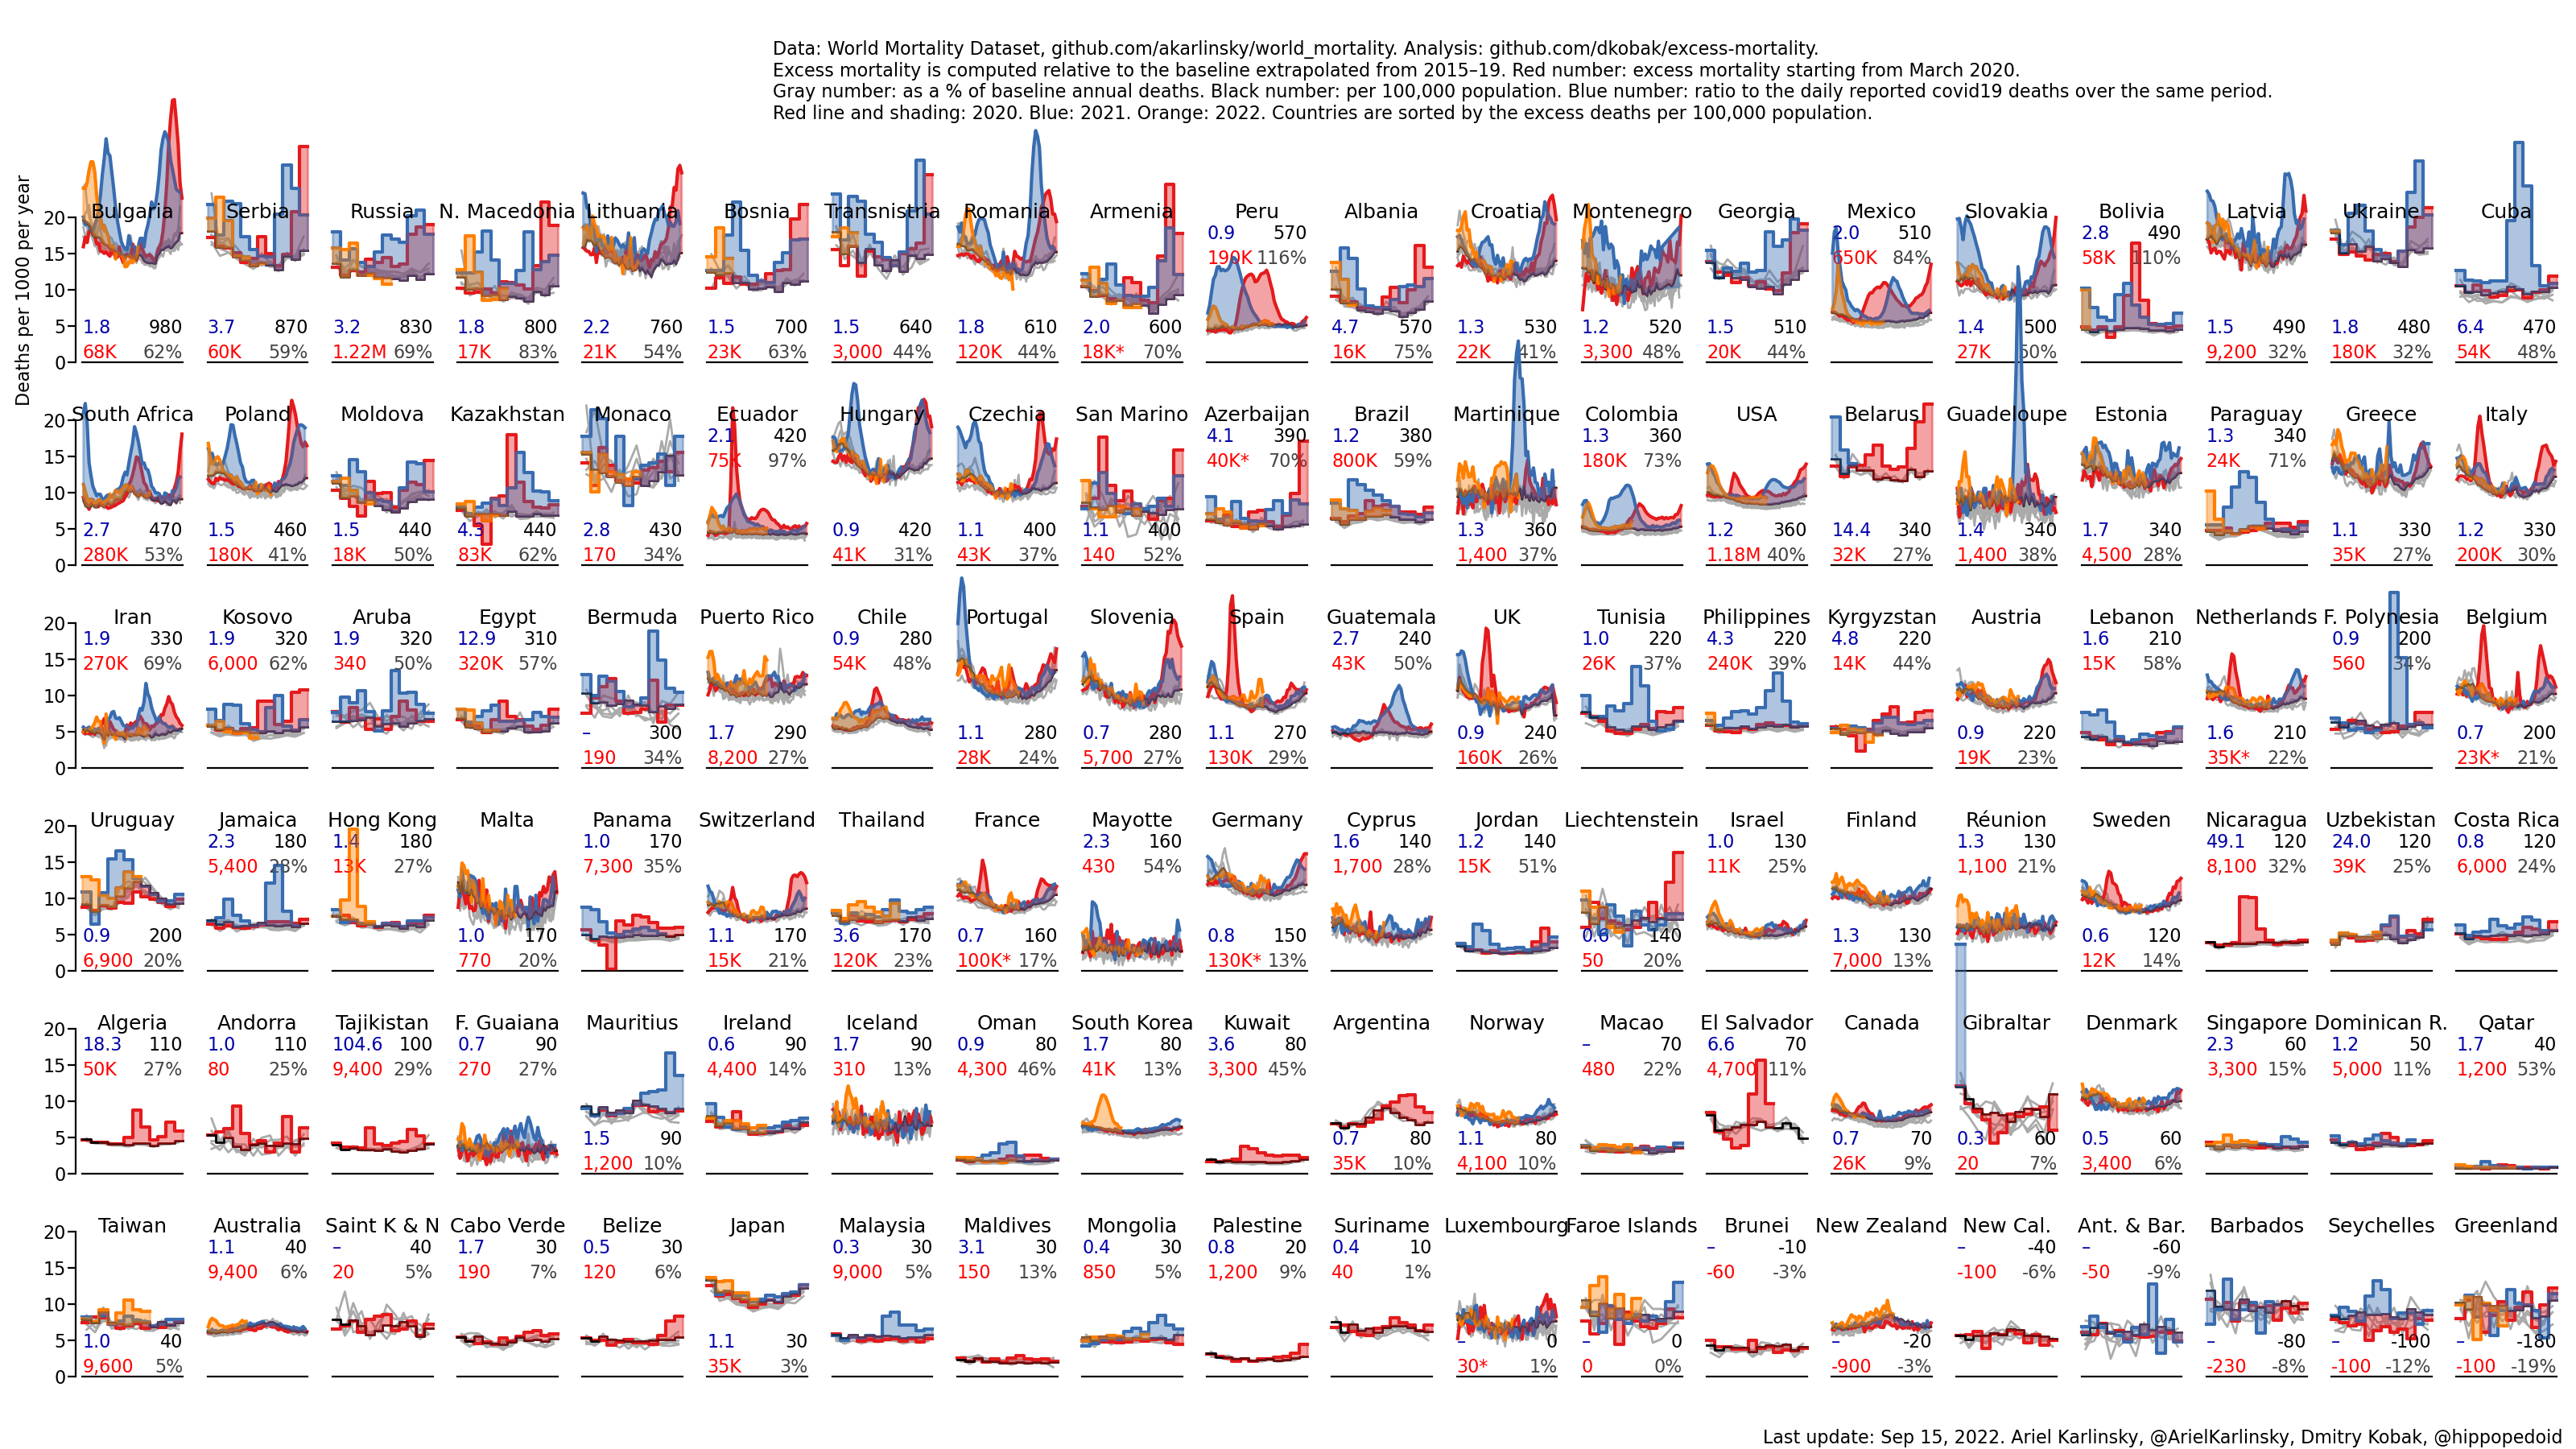 Data: World Mortality Dataset, github.com/akarlinsky/world_mortality. Analysis: github.com/dkobak/excess-mortality.
Excess mortality is computed relative to the baseline extrapolated from 2015–19. Red number: excess mortality starting from March 2020.
Gray number: as a % of baseline annual deaths. Black number: per 100,000 population. Blue number: ratio to the daily reported covid19 deaths over the same period.
Red line and shading: 2020. Blue: 2021. Orange: 2022. Countries are sorted by the excess deaths per 100,000 population.
Deaths per 1000 per year
20
15
10
5
0
Bulgaria
1.8 980
68K 62%
Serbia
3.7 870
60K 59%
Russia
3.2 830
1.22M 69%
N. Macedonia
1.8 800
17K 83%
Lithuania
2.2 760
21K 54%
Bosnia
1.5 700
23K 63%
Transnistria
1.5 640
3,000 44%
Romania
1.8 610
120K 44%
Armenia
2.0 600
18K* 70%
Peru
0.9 570
190K 116%
Albania
4.7 570
16K 75%
Croatia
1.3 530
22K 41%
Montenegro
1.2 520
3,300 48%
Georgia
1.5 510
20K 44%
Mexico
2.0 510
650K 84%
Slovakia
1.4 500
27K 50%
Bolivia
2.8 490
58K 110%
Latvia
1.5 490
9,200 32%
Ukraine
1.8 480
180K 32%
Cuba
6.4 470
54K 48%
20
15
10
5
0
South Africa
2.7 470
280K 53%
Poland
1.5 460
180K 41%
Moldova
1.5 440
18K 50%
Kazakhstan
4.3 440
83K 62%
Monaco
2.8 430
170 34%
Ecuador
2.1 420
75K 97%
Hungary
0.9 420
41K 31%
Czechia
1.1 400
43K 37%
San Marino
1.1 400
140 52%
Azerbaijan
4.1 390
40K* 70%
Brazil
1.2 380
800K 59%
Martinique
1.3 360
1,400 37%
Colombia
1.3 360
180K 73%
USA
1.2 360
1.18M 40%
Belarus
14.4 340
32K 27%
Guadeloupe
1.4 340
1,400 38%
Estonia
1.7 340
4,500 28%
Paraguay
1.3 340
24K 71%
Greece
1.1 330
35K 27%
Italy
1.2 330
200K 30%
20
15
10
5
0
Iran
1.9 330
270K 69%
Kosovo
1.9 320
6,000 62%
Aruba
1.9 320
340 50%
Egypt
12.9 310
320K 57%
Bermuda
– 300
190 34%
Puerto Rico
1.7 290
8,200 27%
Chile
0.9 280
54K 48%
Portugal
1.1 280
28K 24%
Slovenia
0.7 280
5,700 27%
Spain
1.1 270
130K 29%
Guatemala
2.7 240
43K 50%
UK
0.9 240
160K 26%
Tunisia
1.0 220
26K 37%
Philippines
4.3 220
240K 39%
Kyrgyzstan
4.8 220
14K 44%
Austria
0.9 220
19K 23%
Lebanon
1.6 210
15K 58%
Netherlands
1.6 210
35K* 22%
F. Polynesia
0.9 200
560 34%
Belgium
0.7 200
23K* 21%
20
15
10
5
0
Uruguay
0.9 200
6,900 20%
Jamaica
2.3 180
5,400 28%
Hong Kong
1.4 180
13K 27%
Malta
1.0 170
770 20%
Panama
1.0 170
7,300 35%
Switzerland
1.1 170
15K 21%
Thailand
3.6 170
120K 23%
France
0.7 160
100K* 17%
Mayotte
2.3 160
430 54%
Germany
0.8 150
130K* 13%
Cyprus
1.6 140
1,700 28%
Jordan
1.2 140
15K 51%
Liechtenstein
0.6 140
50 20%
Israel
1.0 130
11K 25%
Finland
1.3 130
7,000 13%
Réunion
1.3 130
1,100 21%
Sweden
0.6 120
12K 14%
Nicaragua
49.1 120
8,100 32%
Uzbekistan
24.0 120
39K 25%
Costa Rica
0.8 120
6,000 24%
20
15
10
5
0
Algeria
18.3 110
50K 27%
Andorra
1.0 110
80 25%
Tajikistan
104.6 100
9,400 29%
F. Guaiana
0.7 90
270 27%
Mauritius
1.5 90
1,200 10%
Ireland
0.6 90
4,400 14%
Iceland
1.7 90
310 13%
Oman
0.9 80
4,300 46%
South Korea
1.7 80
41K 13%
Kuwait
3.6 80
3,300 45%
Argentina
0.7 80
35K 10%
Norway
1.1 80
4,100 10%
Macao
– 70
480 22%
El Salvador
6.6 70
4,700 11%
Canada
0.7 70
26K 9%
Gibraltar
0.3 60
20 7%
Denmark
0.5 60
3,400 6%
Singapore
2.3 60
3,300 15%
Dominican R.
1.2 50
5,000 11%
Qatar
1.7 40
1,200 53%
20
15
10
5
0
Taiwan
1.0 40
9,600 5%
Australia
1.1 40
9,400 6%
Saint K & N
– 40
20 5%
Cabo Verde
1.7 30
190 7%
Belize
0.5 30
120 6%
Japan
1.1 30
35K 3%
Malaysia
0.3 30
9,000 5%
Maldives
3.1 30
150 13%
Mongolia
0.4 30
850 5%
Palestine
0.8 20
1,200 9%
Suriname
0.4 10
40 1%
Luxembourg
– 0
30* 1%
Faroe Islands
– 0
0 0%
Brunei
– -10
-60 -3%
New Zealand
– -20
-900 -3%
New Cal.
– -40
-100 -6%
Ant. & Bar.
– -60
-50 -9%
Barbados
– -80
-230 -8%
Seychelles
– -100
-100 -12%
Greenland
– -180
-100 -19%
Last update: Sep 15, 2022. Ariel Karlinsky, @ArielKarlinsky, Dmitry Kobak, @hippopedoid